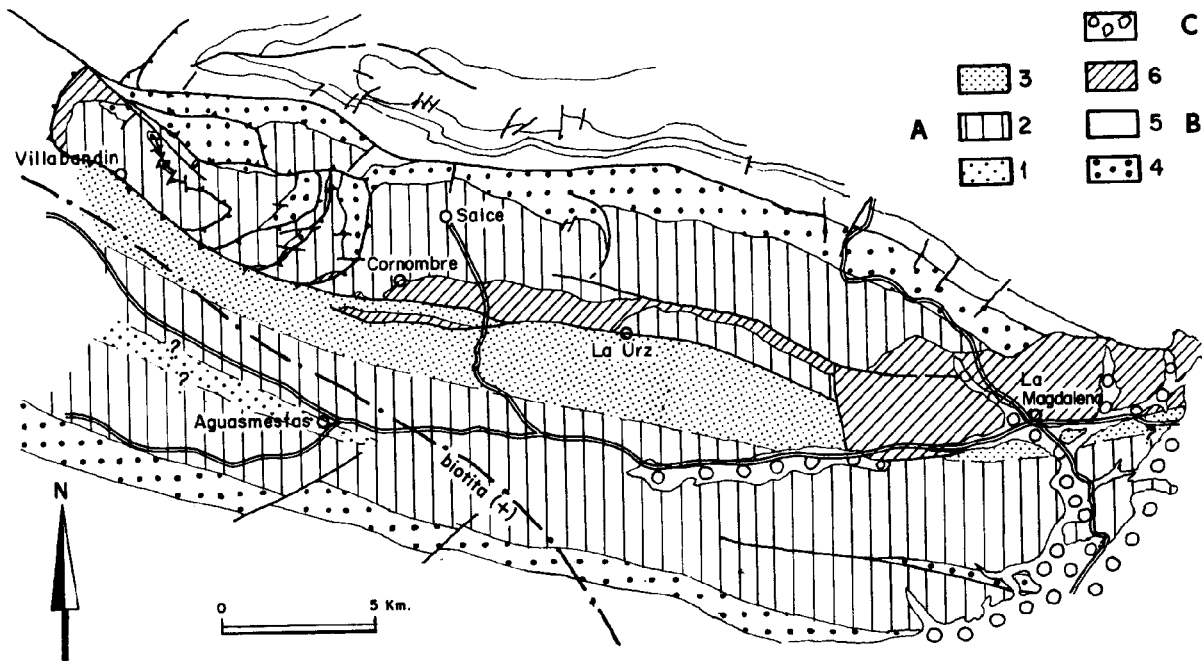 C
3 6
A 2 5 B
1 4
Villabandin
Salce
Cornombre
La Urz
La
Magdalena
?
?
?
Aguasmestas
biotita (+)
N
0 5 Km.